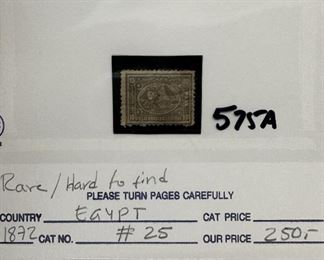 575A
Rare / Hard to find
PLEASE TURN PAGES CAREFULLY
COUNTRY EGYPT CAT PRICE
1872 CAT NO. # 25 OUR PRICE 250.-